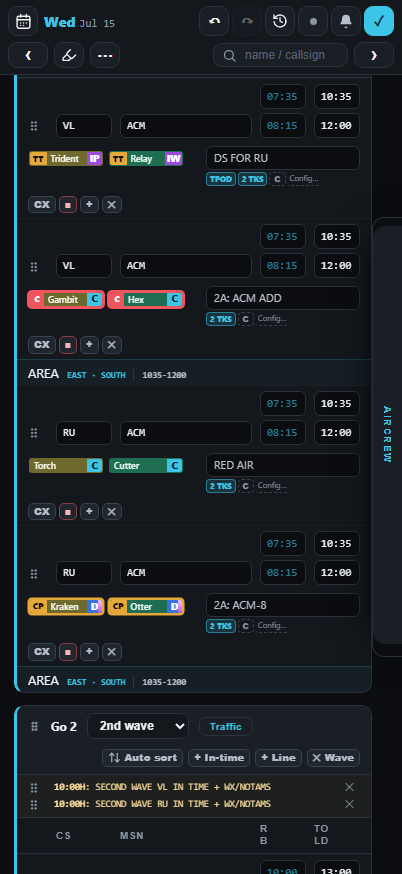 Wed Jul 15
name / callsign
07:35 10:35
VL ACM 08:15 12:00
TT Trident IP TT Relay IW DS FOR RU
TPOD 2 TKS C Config...
CX + X
07:35 10:35
VL ACM 08:15 12:00
C Gambit C C Hex C 2A: ACM ADD
2 TKS C Config...
CX + X
AREA EAST · SOUTH 1035-1200
07:35 10:35
RU ACM 08:15 12:00
Torch C Cutter C RED AIR
2 TKS C Config...
CX + X
07:35 10:35
RU ACM 08:15 12:00
CP Kraken D CP Otter D 2A: ACM-8
2 TKS C Config...
CX + X
AREA EAST · SOUTH 1035-1200
AIRCREW
Go 2 2nd wave Traffic
Auto sort + In-time + Line X Wave
10:00H: SECOND WAVE VL IN TIME + WX/NOTAMS
10:00H: SECOND WAVE RU IN TIME + WX/NOTAMS
CS MSN RB TO LD
10:00 13:00